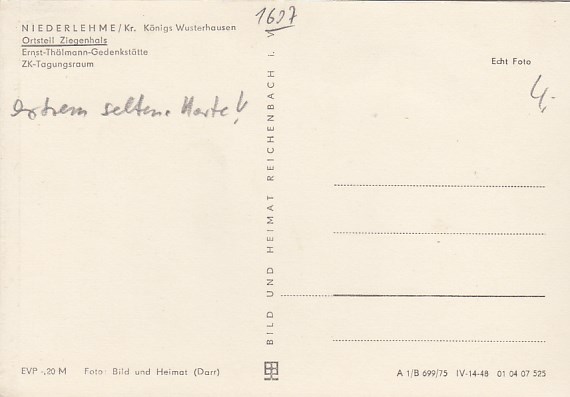 1607
NIEDERLEHME/Kr. Königs Wusterhausen
Ortsteil Ziegenhals
Ernst-Thälmann-Gedenkstätte
ZK-Tagungsraum
Echt Foto
4,-
extrem seltene Karte!
BILD UND HEIMAT REICHENBACH I. V.
EVP -,20 M Foto: Bild und Heimat (Darr)
A 1/B 699/75 IV-14-48 01 04 07 525